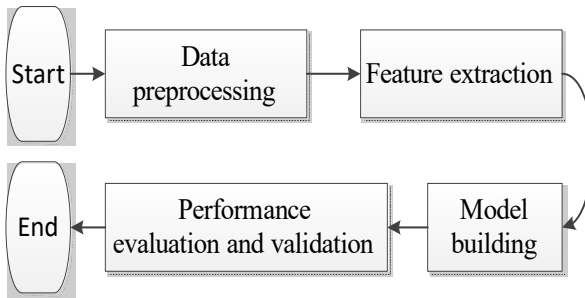 Start
Data
preprocessing
Feature extraction
Model
building
Performance
evaluation and validation
End